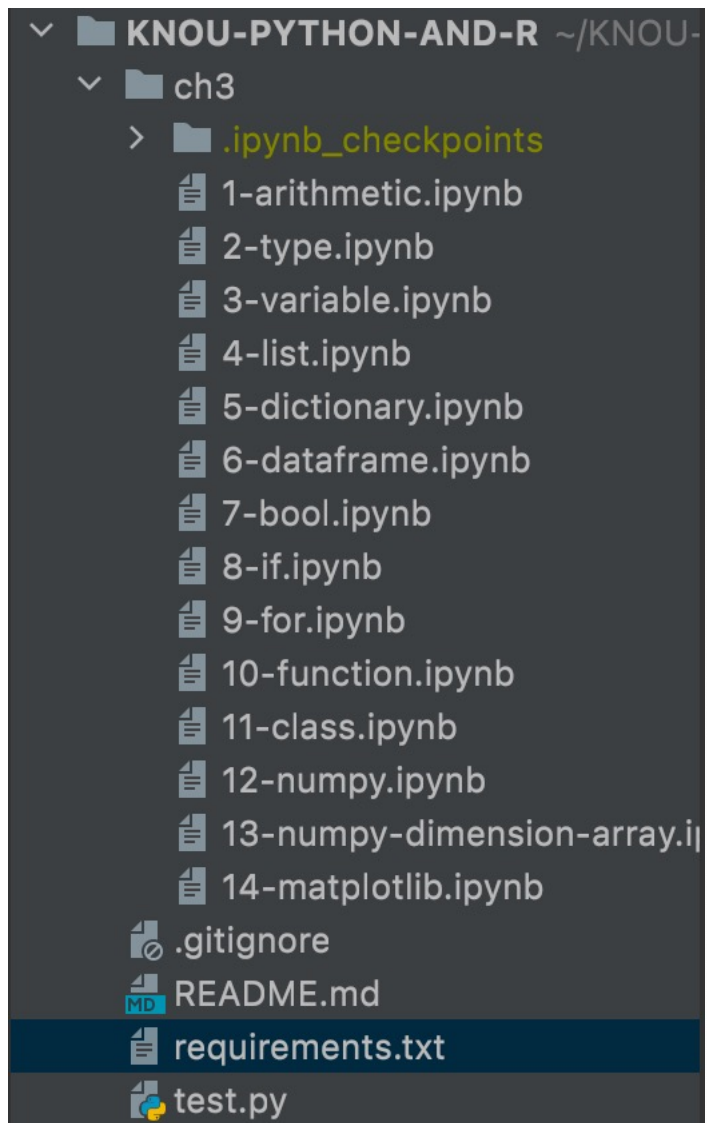 KNOU-PYTHON-AND-R ~/KNOU-
ch3
.ipynb_checkpoints
1-arithmetic.ipynb
2-type.ipynb
3-variable.ipynb
4-list.ipynb
5-dictionary.ipynb
6-dataframe.ipynb
7-bool.ipynb
8-if.ipynb
9-for.ipynb
10-function.ipynb
11-class.ipynb
12-numpy.ipynb
13-numpy-dimension-array.ip
14-matplotlib.ipynb
.gitignore
MD README.md
requirements.txt
test.py